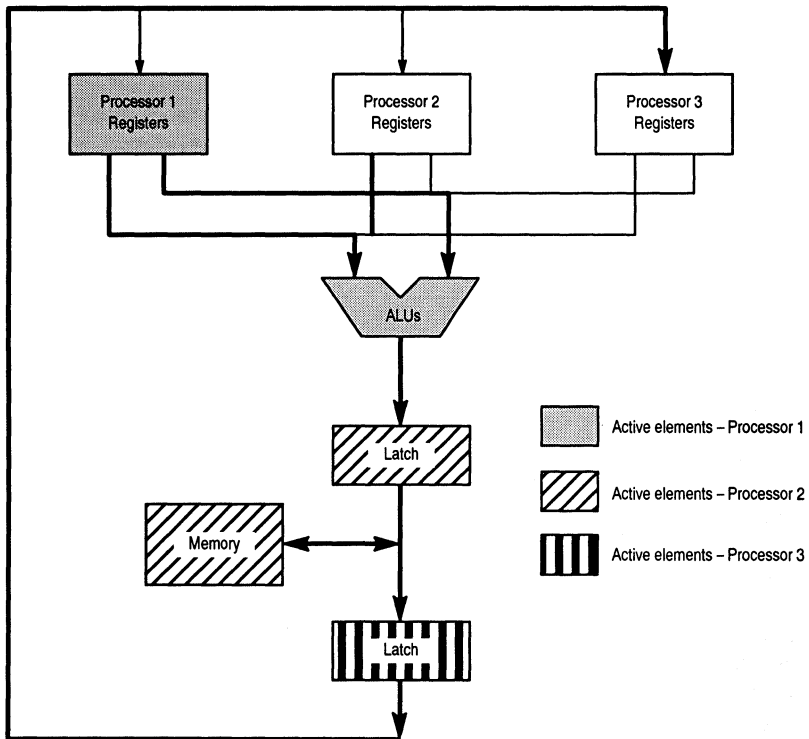 Processor 1
Registers
Processor 2
Registers
Processor 3
Registers
ALUs
Latch
Memory
Latch
Active elements – Processor 1
Active elements – Processor 2
Active elements – Processor 3